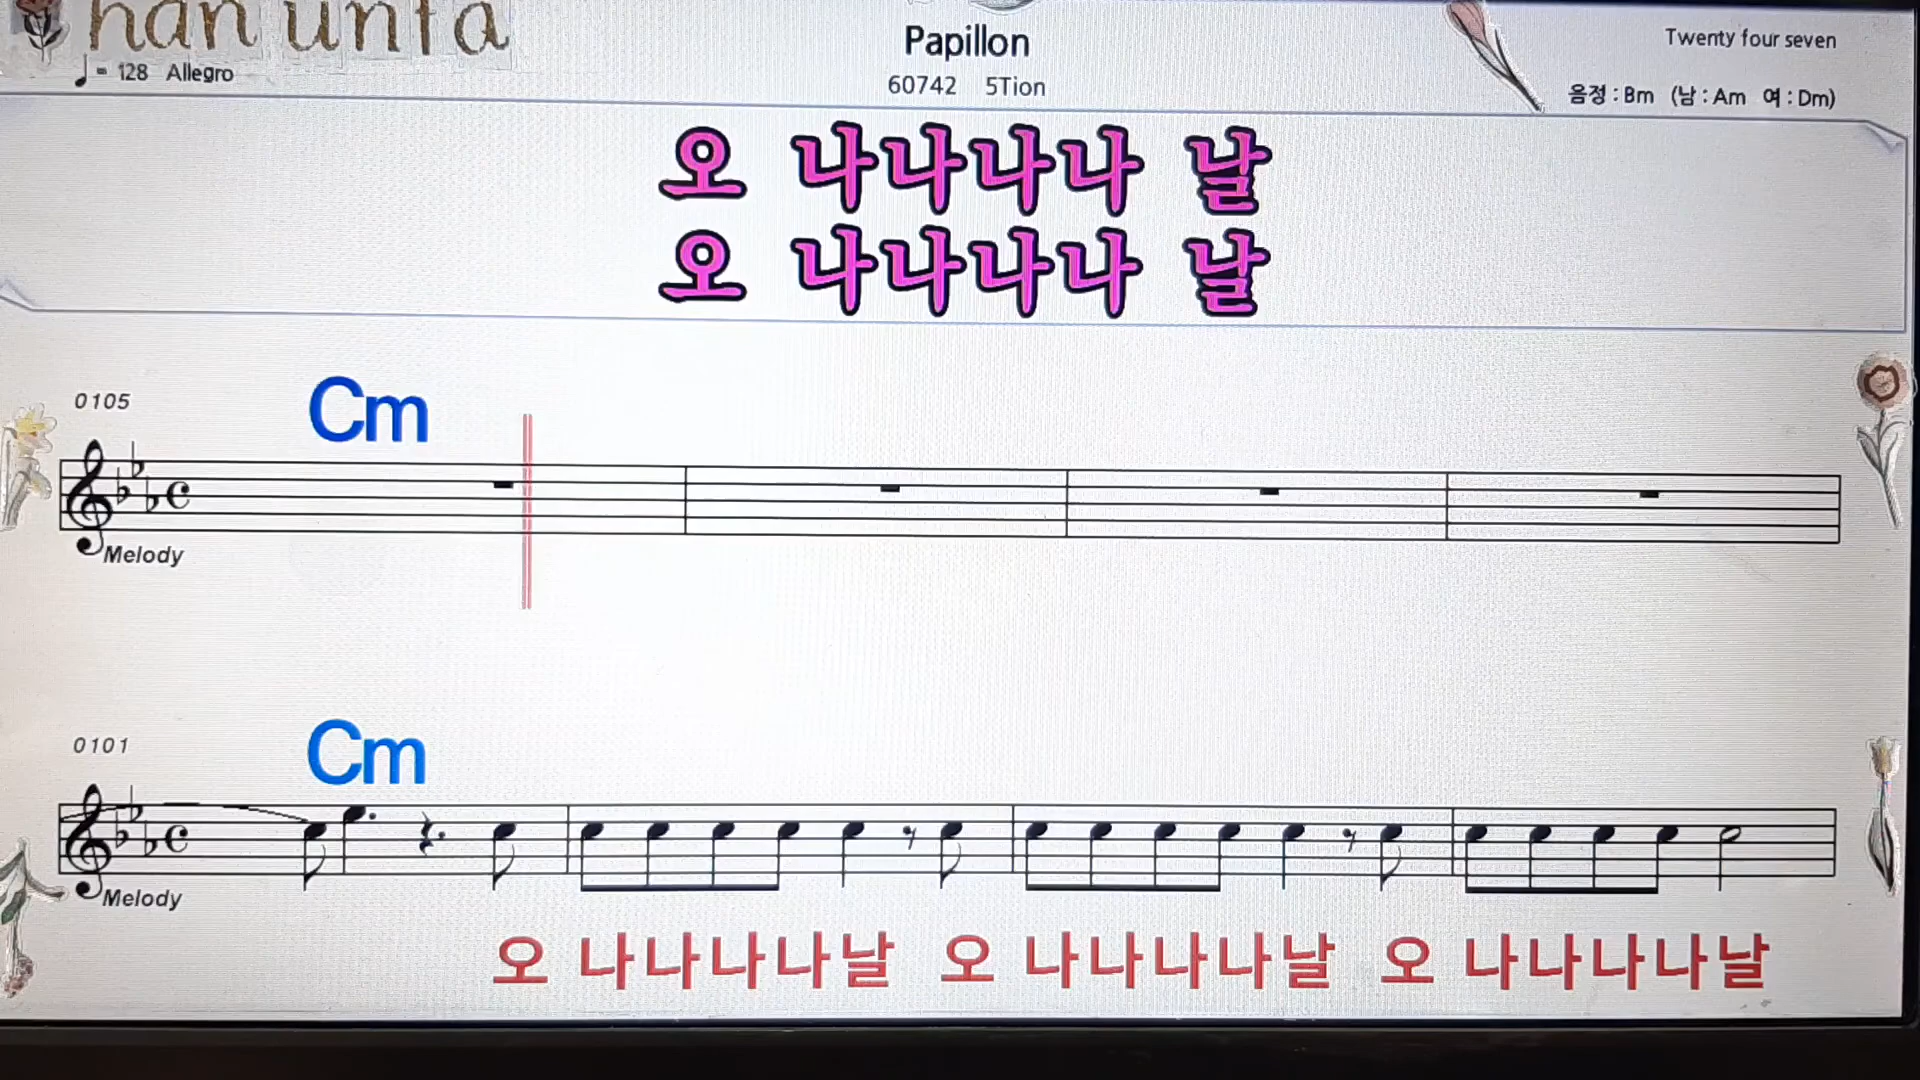 han unta
Papillon
Twenty four seven
♩ = 128 Allegro
60742 5Tion
음정 : Bm (남 : Am 여 : Dm)
오 나나나나 날
오 나나나나 날
0105
Cm
Melody
0101
Cm
Melody
오 나나나나날 오 나나나나날 오 나나나나날